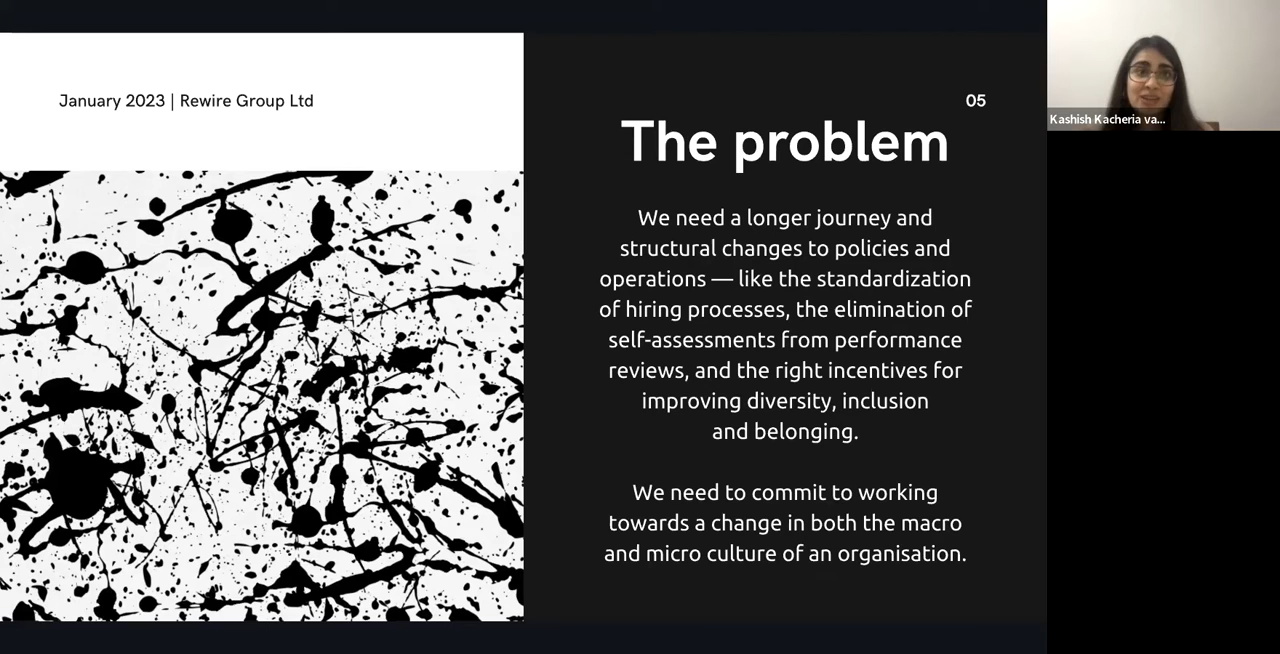 January 2023 | Rewire Group Ltd
05
The problem
We need a longer journey and
structural changes to policies and
operations — like the standardization
of hiring processes, the elimination of
self-assessments from performance
reviews, and the right incentives for
improving diversity, inclusion
and belonging.
We need to commit to working
towards a change in both the macro
and micro culture of an organisation.
Kashish Kacheria va...